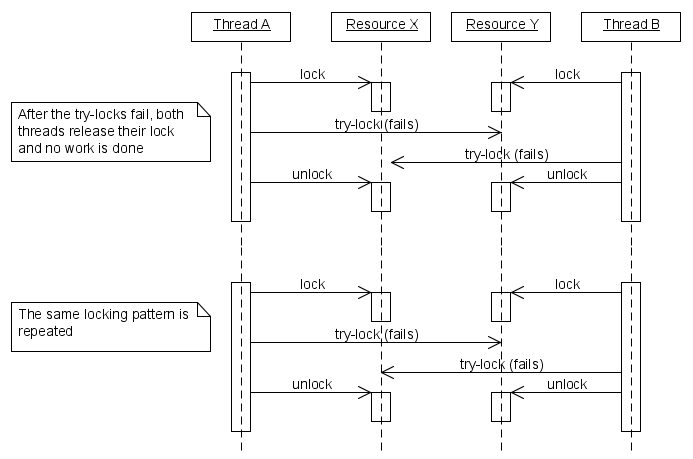 Thread A
Resource X
Resource Y
Thread B
lock
lock
After the try-locks fail, both
threads release their lock
and no work is done
try-lock (fails)
try-lock (fails)
unlock
unlock
lock
lock
The same locking pattern is
repeated
try-lock (fails)
try-lock (fails)
unlock
unlock